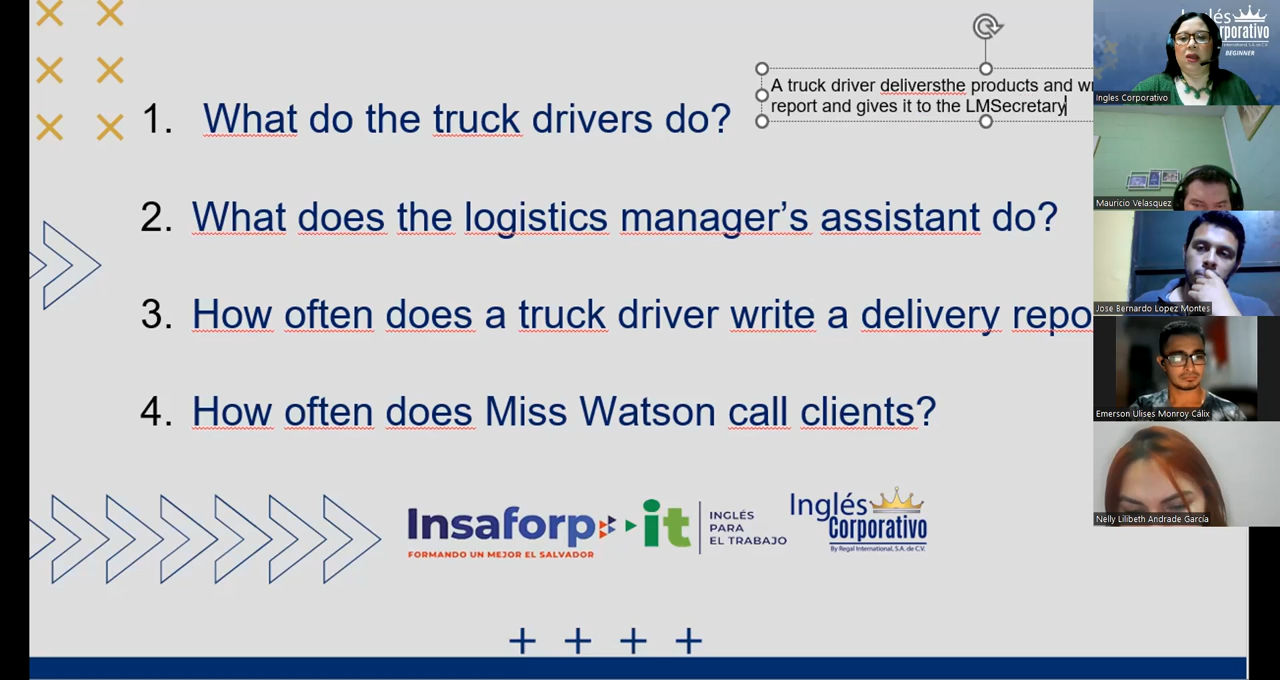 A truck driver deliversthe products and
report and gives it to the LMSecretary
1. What do the truck drivers do?
2. What does the logistics manager’s assistant do?
3. How often does a truck driver write a delivery
4. How often does Miss Watson call clients?
Insaforp
FORMANDO UN MEJOR EL SALVADOR
it
INGLÉS
PARA
EL TRABAJO
Inglés
Corporativo
By Regal International, S.A. de C.V.
BEGINNER
Ingles Corporativo
Mauricio Velasquez
Jose Bernardo Lopez Montes
Emerson Ulises Monroy Cálix
Nelly Lilibeth Andrade García